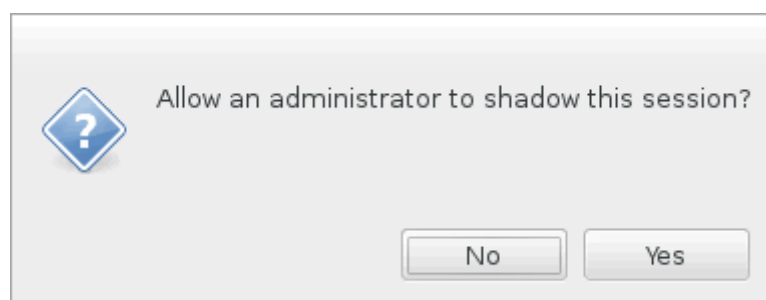 Allow an administrator to shadow this session?
?
No Yes